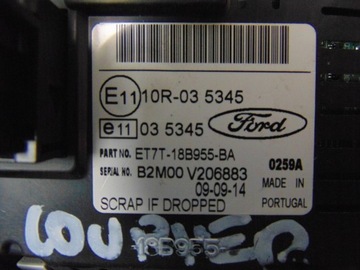 E11 10R-03 5345
e11 03 5345 Ford
PART NO. ET7T-18B955-BA 0259A
SERIAL NO. B2M00 V206883
09-09-14 MADE IN
SCRAP IF DROPPED PORTUGAL
18B955-